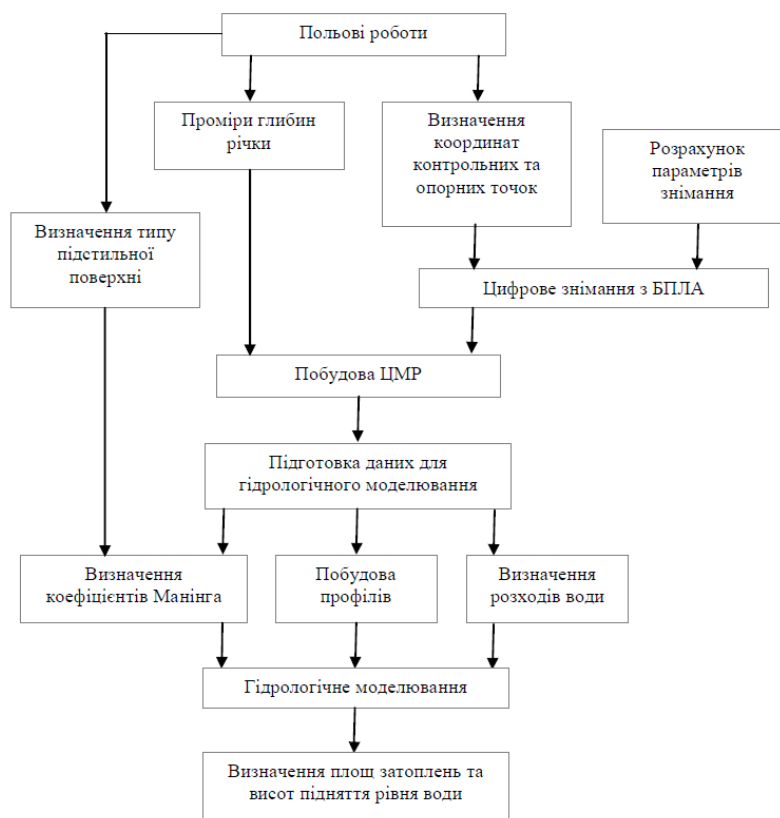 Польові роботи
Проміри глибин
річки
Визначення
координат
контрольних та
опорних точок
Розрахунок
параметрів
знімання
Визначення типу
підстильної
поверхні
Цифрове знімання з БПЛА
Побудова ЦМР
Підготовка даних для
гідрологічного моделювання
Визначення
коефіцієнтів Манінга
Побудова
профілів
Визначення
розходів води
Гідрологічне моделювання
Визначення площ затоплень та
висот підняття рівня води